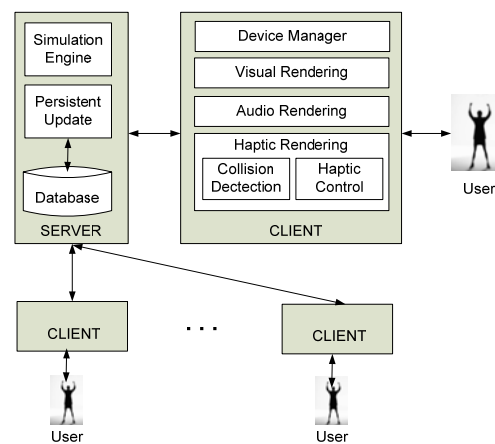 Simulation
Engine
Persistent
Update
Database
SERVER
Device Manager
Visual Rendering
Audio Rendering
Haptic Rendering
Collision
Dectection
Haptic
Control
CLIENT
User
CLIENT
. . .
CLIENT
User
User